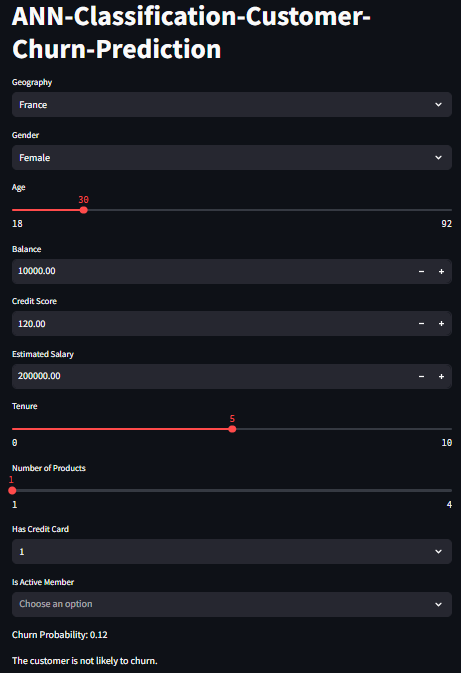 ANN-Classification-Customer-
Churn-Prediction
Geography
France
Gender
Female
Age
30
18 92
Balance
10000.00 − +
Credit Score
120.00 − +
Estimated Salary
200000.00 − +
Tenure
5
0 10
Number of Products
1
1 4
Has Credit Card
1
Is Active Member
Choose an option
Churn Probability: 0.12
The customer is not likely to churn.